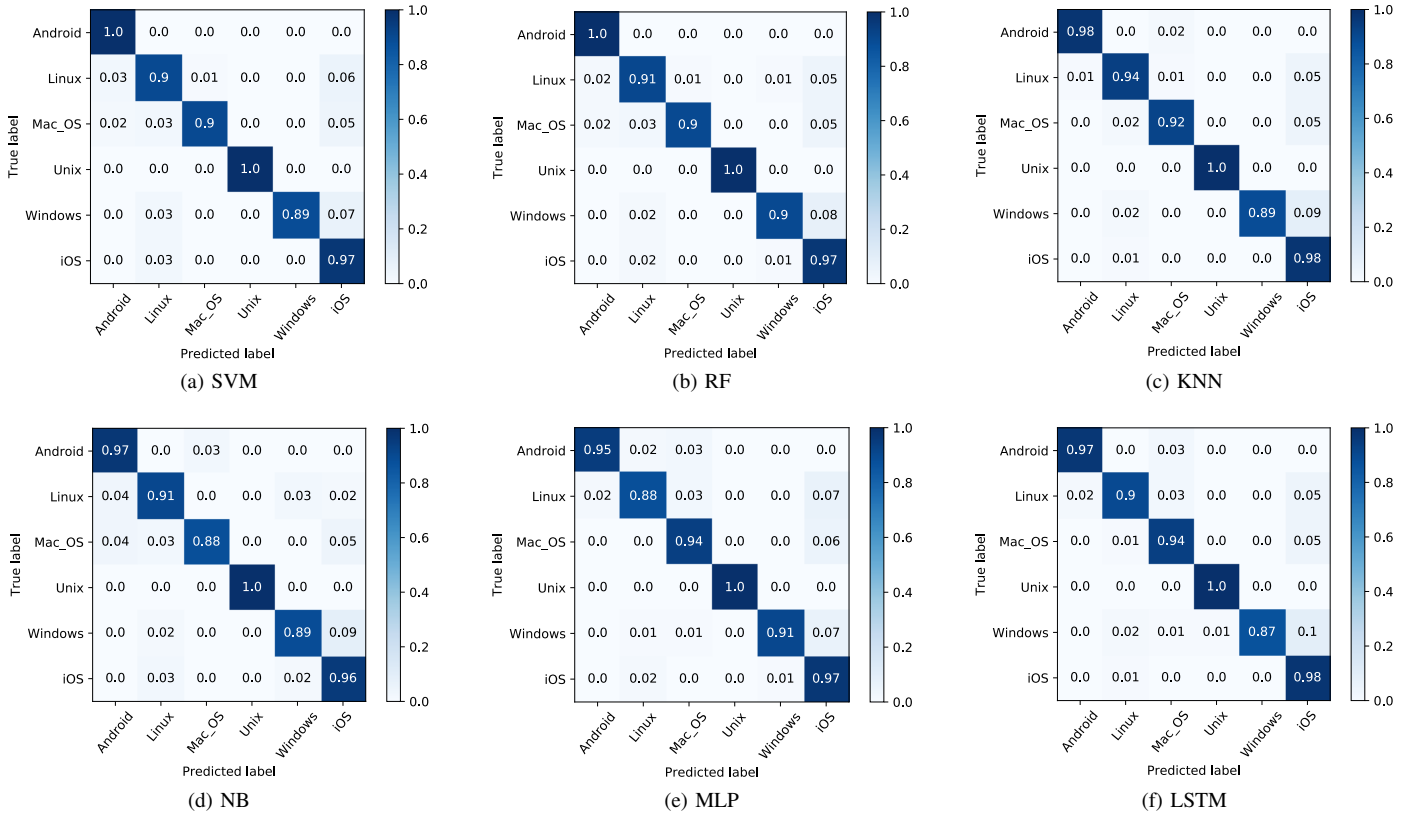 Android 1.0 0.0 0.0 0.0 0.0 0.0
Linux 0.03 0.9 0.01 0.0 0.0 0.06
Mac_OS 0.02 0.03 0.9 0.0 0.0 0.05
Unix 0.0 0.0 0.0 1.0 0.0 0.0
Windows 0.0 0.03 0.0 0.0 0.89 0.07
iOS 0.0 0.03 0.0 0.0 0.0 0.97
True label
Android Linux Mac_OS Unix Windows iOS
Predicted label
1.0
0.8
0.6
0.4
0.2
0.0
(a) SVM
Android 1.0 0.0 0.0 0.0 0.0 0.0
Linux 0.02 0.91 0.01 0.0 0.01 0.05
Mac_OS 0.02 0.03 0.9 0.0 0.0 0.05
Unix 0.0 0.0 0.0 1.0 0.0 0.0
Windows 0.0 0.02 0.0 0.0 0.9 0.08
iOS 0.0 0.02 0.0 0.0 0.01 0.97
True label
Android Linux Mac_OS Unix Windows iOS
Predicted label
1.0
0.8
0.6
0.4
0.2
0.0
(b) RF
Android 0.98 0.0 0.02 0.0 0.0 0.0
Linux 0.01 0.94 0.01 0.0 0.0 0.05
Mac_OS 0.0 0.02 0.92 0.0 0.0 0.05
Unix 0.0 0.0 0.0 1.0 0.0 0.0
Windows 0.0 0.02 0.0 0.0 0.89 0.09
iOS 0.0 0.01 0.0 0.0 0.0 0.98
True label
Android Linux Mac_OS Unix Windows iOS
Predicted label
1.0
0.8
0.6
0.4
0.2
0.0
(c) KNN
Android 0.97 0.0 0.03 0.0 0.0 0.0
Linux 0.04 0.91 0.0 0.0 0.03 0.02
Mac_OS 0.04 0.03 0.88 0.0 0.0 0.05
Unix 0.0 0.0 0.0 1.0 0.0 0.0
Windows 0.0 0.02 0.0 0.0 0.89 0.09
iOS 0.0 0.03 0.0 0.0 0.02 0.96
True label
Android Linux Mac_OS Unix Windows iOS
Predicted label
1.0
0.8
0.6
0.4
0.2
0.0
(d) NB
Android 0.95 0.02 0.03 0.0 0.0 0.0
Linux 0.02 0.88 0.03 0.0 0.0 0.07
Mac_OS 0.0 0.0 0.94 0.0 0.0 0.06
Unix 0.0 0.0 0.0 1.0 0.0 0.0
Windows 0.0 0.01 0.01 0.0 0.91 0.07
iOS 0.0 0.02 0.0 0.0 0.01 0.97
True label
Android Linux Mac_OS Unix Windows iOS
Predicted label
1.0
0.8
0.6
0.4
0.2
0.0
(e) MLP
Android 0.97 0.0 0.03 0.0 0.0 0.0
Linux 0.02 0.9 0.03 0.0 0.0 0.05
Mac_OS 0.0 0.01 0.94 0.0 0.0 0.05
Unix 0.0 0.0 0.0 1.0 0.0 0.0
Windows 0.0 0.02 0.01 0.01 0.87 0.1
iOS 0.0 0.01 0.0 0.0 0.0 0.98
True label
Android Linux Mac_OS Unix Windows iOS
Predicted label
1.0
0.8
0.6
0.4
0.2
0.0
(f) LSTM